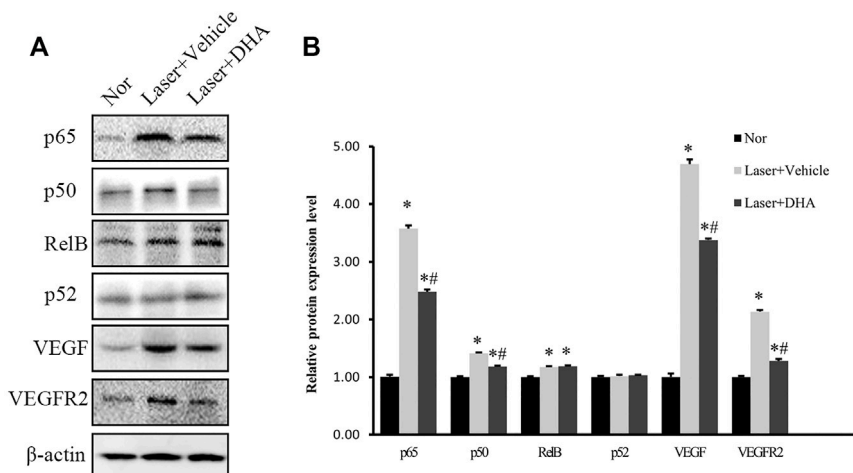 A
Nor
Laser+Vehicle
Laser+DHA
p65
p50
RelB
p52
VEGF
VEGFR2
β-actin
B
Relative protein expression level
5.00
4.00
3.00
2.00
1.00
0.00
Nor
Laser+Vehicle
Laser+DHA
*
*#
*
*#
*
*
*
*#
*
*#
p65
p50
RelB
p52
VEGF
VEGFR2